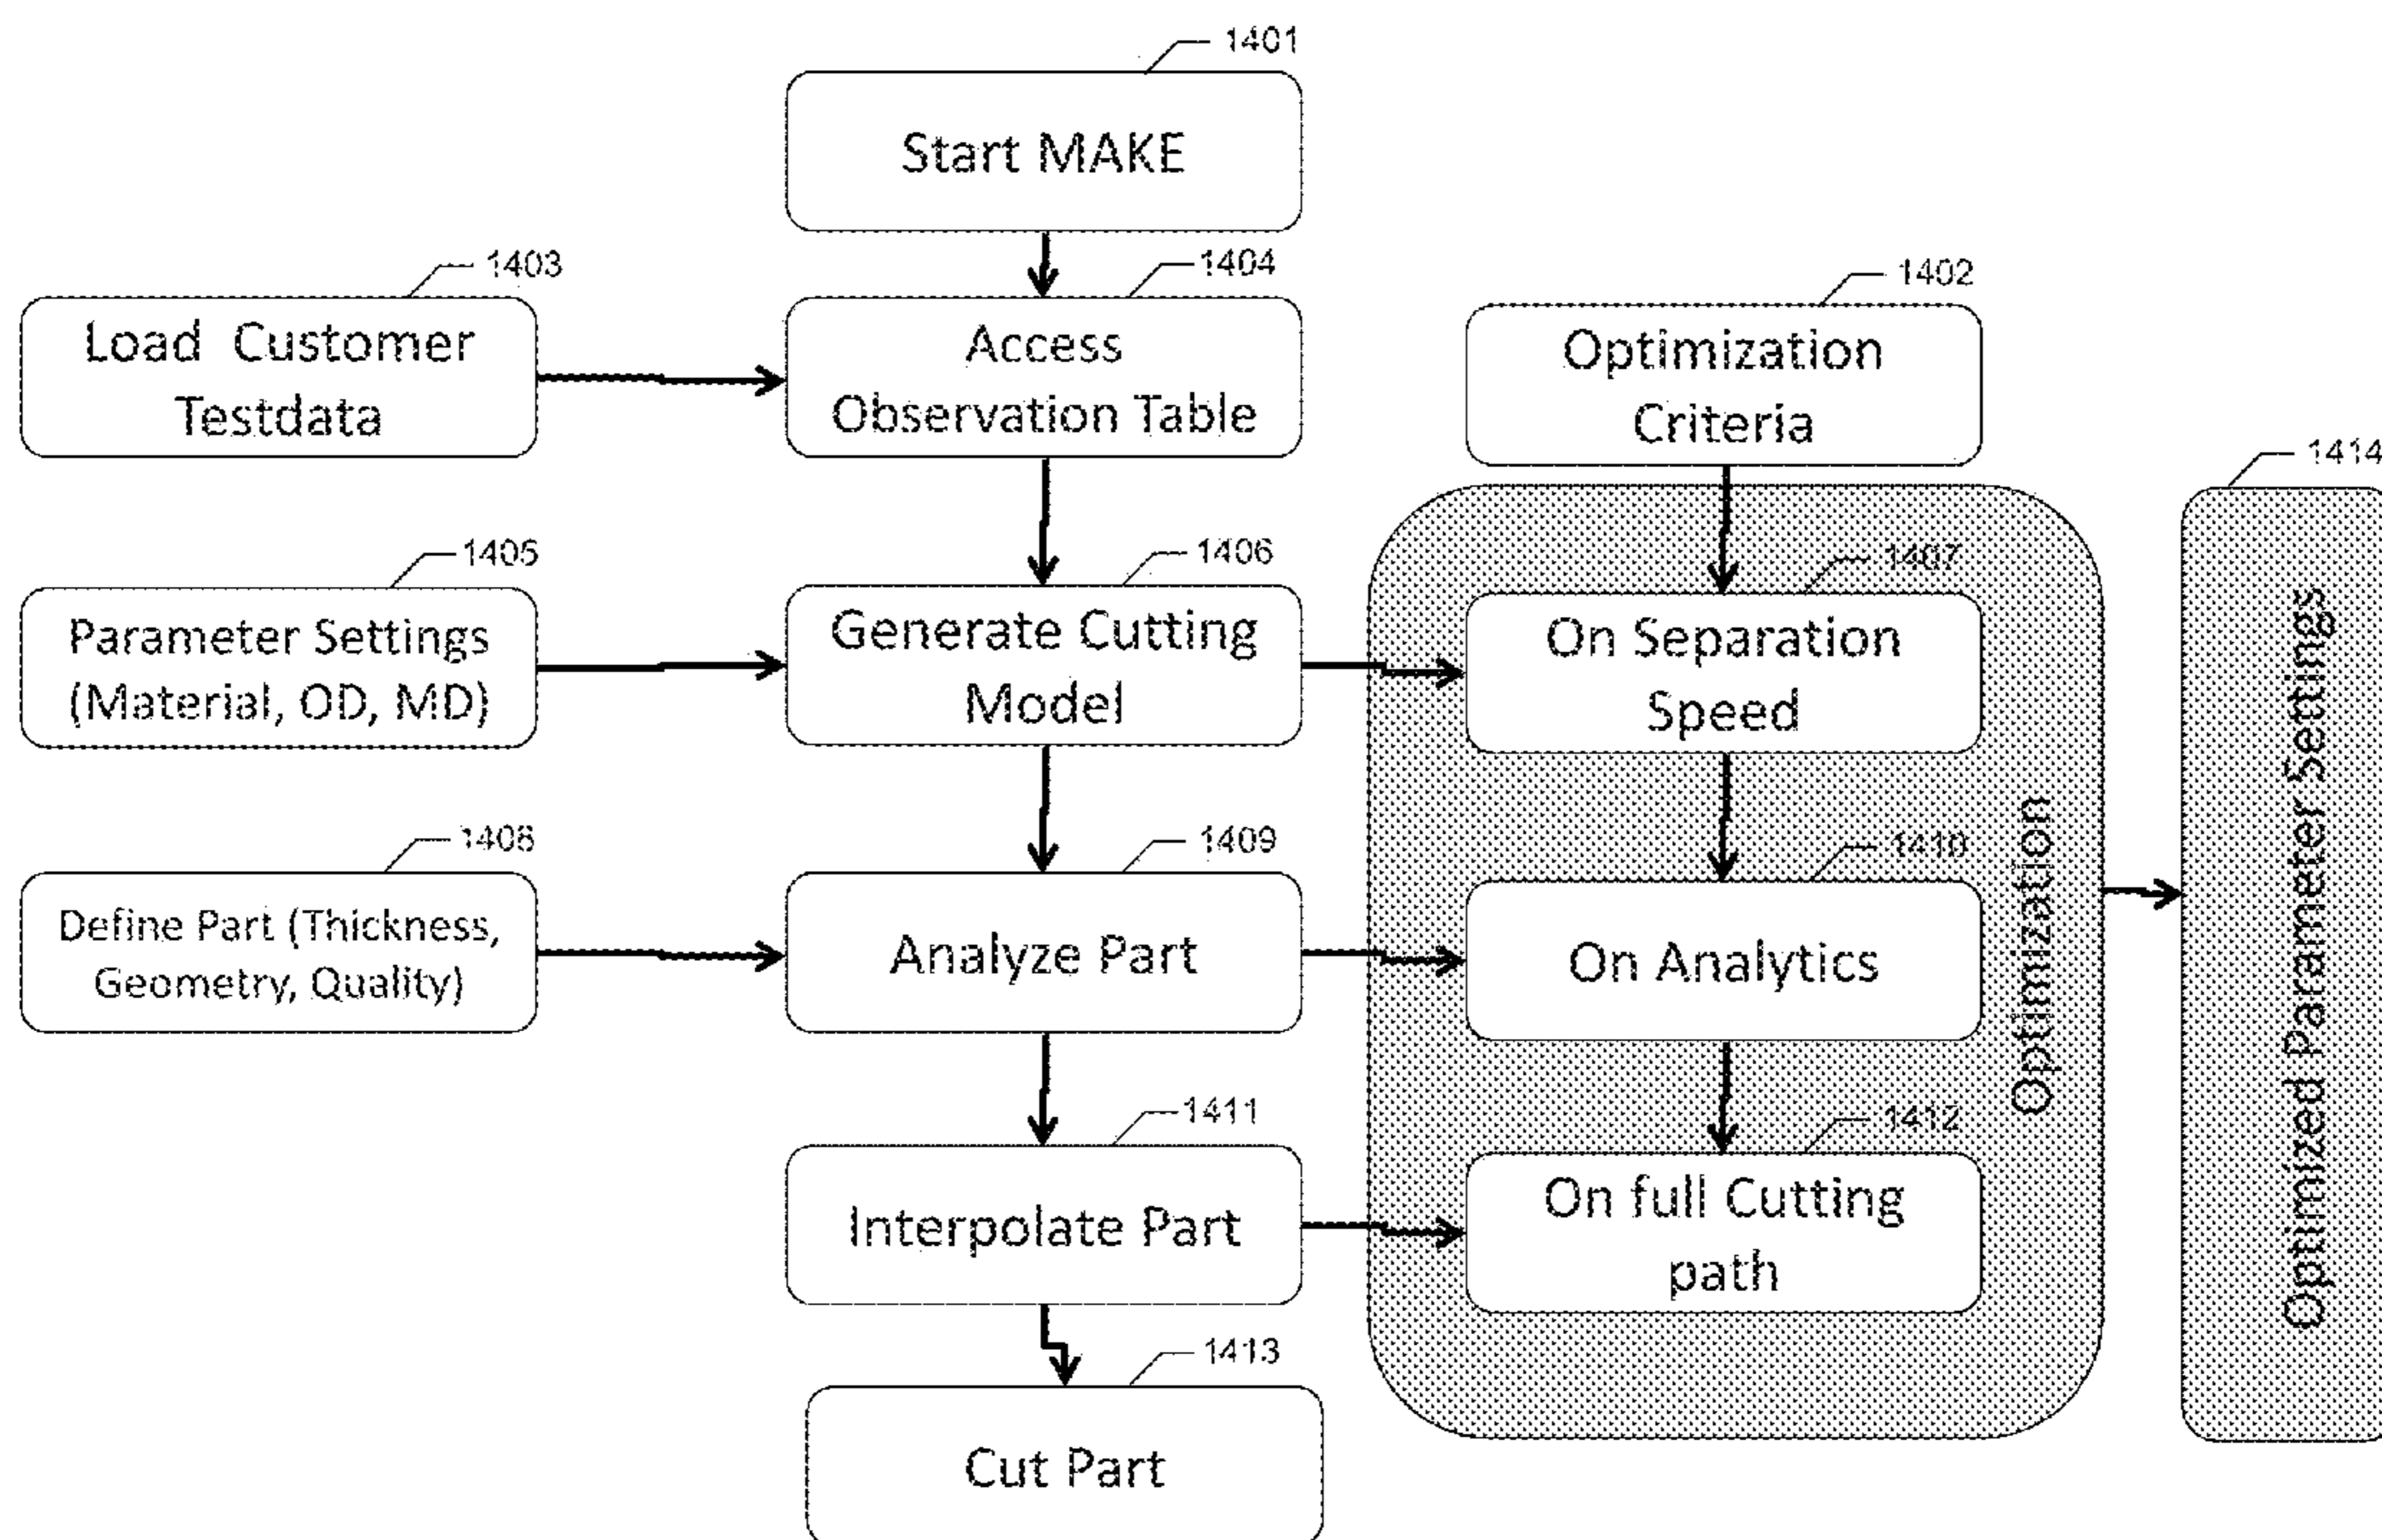 1401
Start MAKE
1403
Load Customer
Testdata
1404
Access
Observation Table
1402
Optimization
Criteria
1405
Parameter Settings
(Material, OD, MD)
1406
Generate Cutting
Model
1407
On Separation
Speed
1408
Define Part (Thickness,
Geometry, Quality)
1409
Analyze Part
1410
On Analytics
1411
Interpolate Part
1412
On full Cutting
path
Optimization
1414
Optimized Parameter Settings
1413
Cut Part